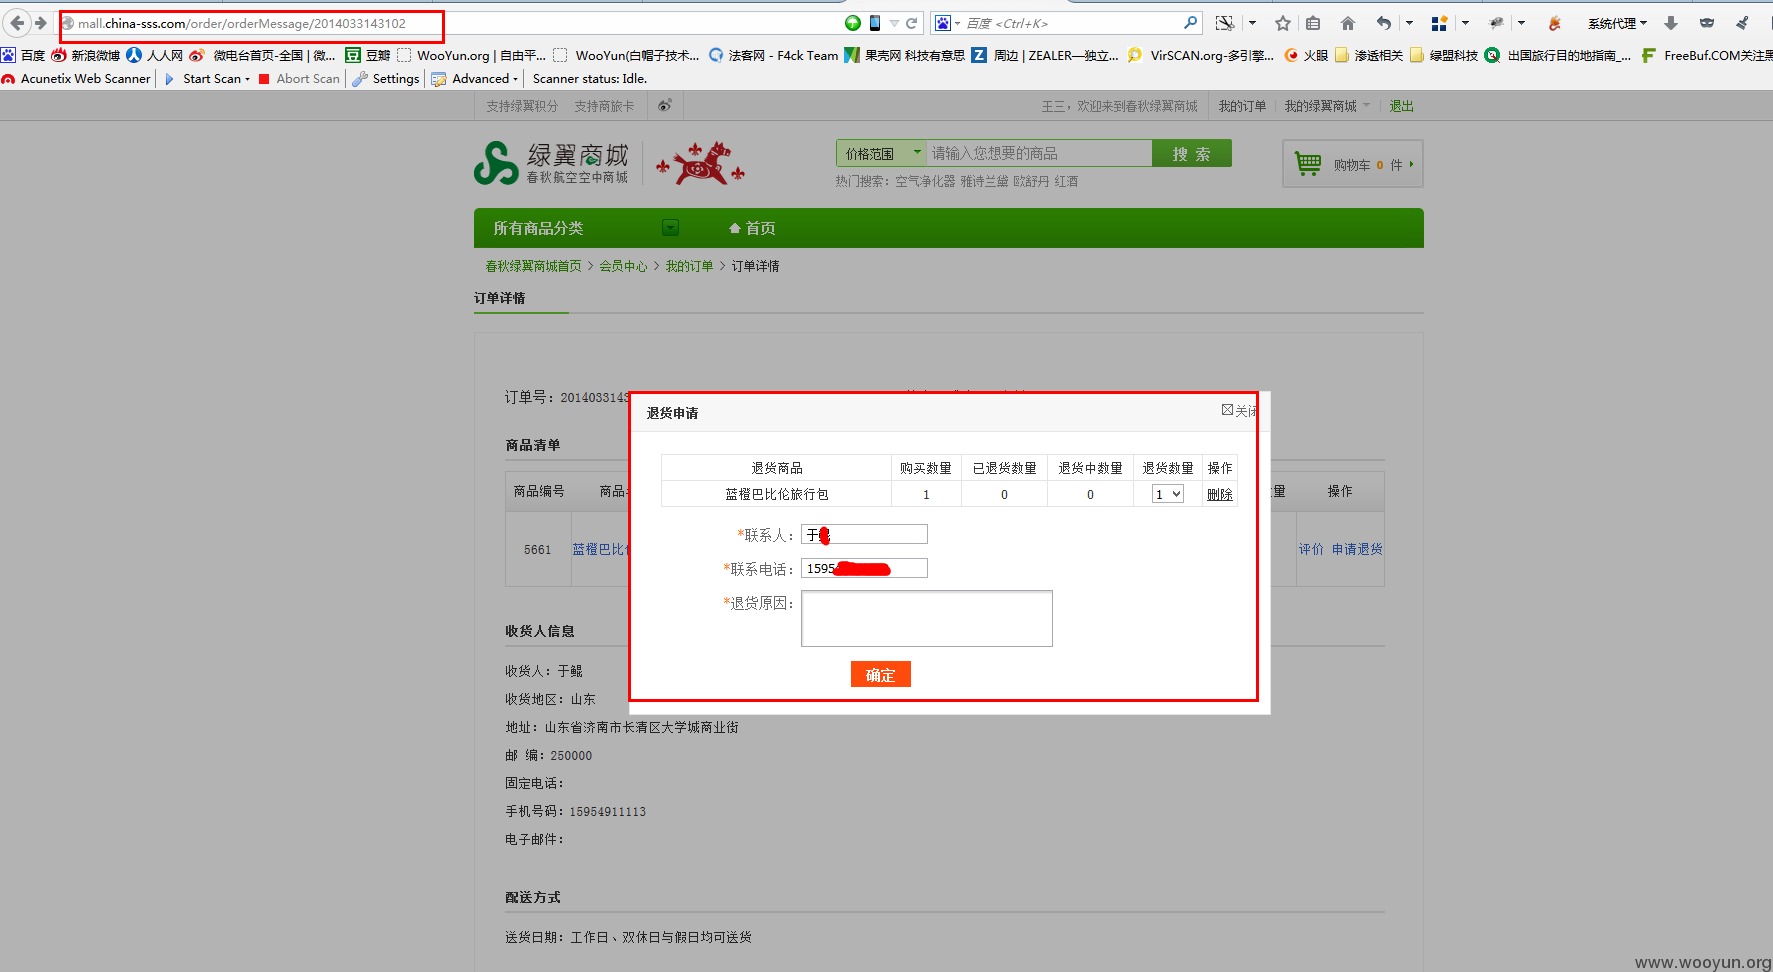 mall.china-sss.com/order/orderMessage/2014033143102
百度 <Ctrl+K>
系统代理
百度 新浪微博 人人网 微电台首页-全国 | 微... 豆瓣 WooYun.org | 自由平... WooYun(白帽子技术... 法客网 - F4ck Team 果壳网 科技有意思 周边 | ZEALER—独立... VirSCAN.org-多引擎... 火眼 渗透相关 绿盟科技 出国旅行目的地指南_... FreeBuf.COM关注黑
Acunetix Web Scanner Start Scan Abort Scan Settings Advanced Scanner status: Idle.
支持绿翼积分 支持商旅卡 王三，欢迎来到春秋绿翼商城 我的订单 我的绿翼商城 退出
绿翼商城
春秋航空空中商城
价格范围 请输入您想要的商品 搜 索
热门搜索：空气净化器 雅诗兰黛 欧舒丹 红酒
购物车 0 件
所有商品分类 首页
春秋绿翼商城首页 > 会员中心 > 我的订单 > 订单详情
订单详情
订单号：2014033143
退货申请 关闭
商品清单
退货商品 购买数量 已退货数量 退货中数量 退货数量 操作
蓝橙巴比伦旅行包 1 0 0 1 删除
商品编号 商品 量 操作
5661 蓝橙巴比 评价 申请退货
*联系人： 于
*联系电话： 1595
*退货原因：
确定
收货人信息
收货人：于鲲
收货地区：山东
地址：山东省济南市长清区大学城商业街
邮 编：250000
固定电话：
手机号码：15954911113
电子邮件：
配送方式
送货日期：工作日、双休日与假日均可送货
www.wooyun.org